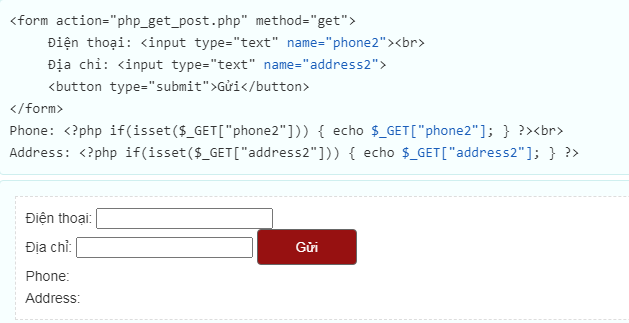 <form action="php_get_post.php" method="get">
Điện thoại: <input type="text" name="phone2"><br>
Địa chỉ: <input type="text" name="address2">
<button type="submit">Gửi</button>
</form>
Phone: <?php if(isset($_GET["phone2"])) { echo $_GET["phone2"]; } ?><br>
Address: <?php if(isset($_GET["address2"])) { echo $_GET["address2"]; } ?>
Điện thoại:
Địa chỉ: Gửi
Phone:
Address: